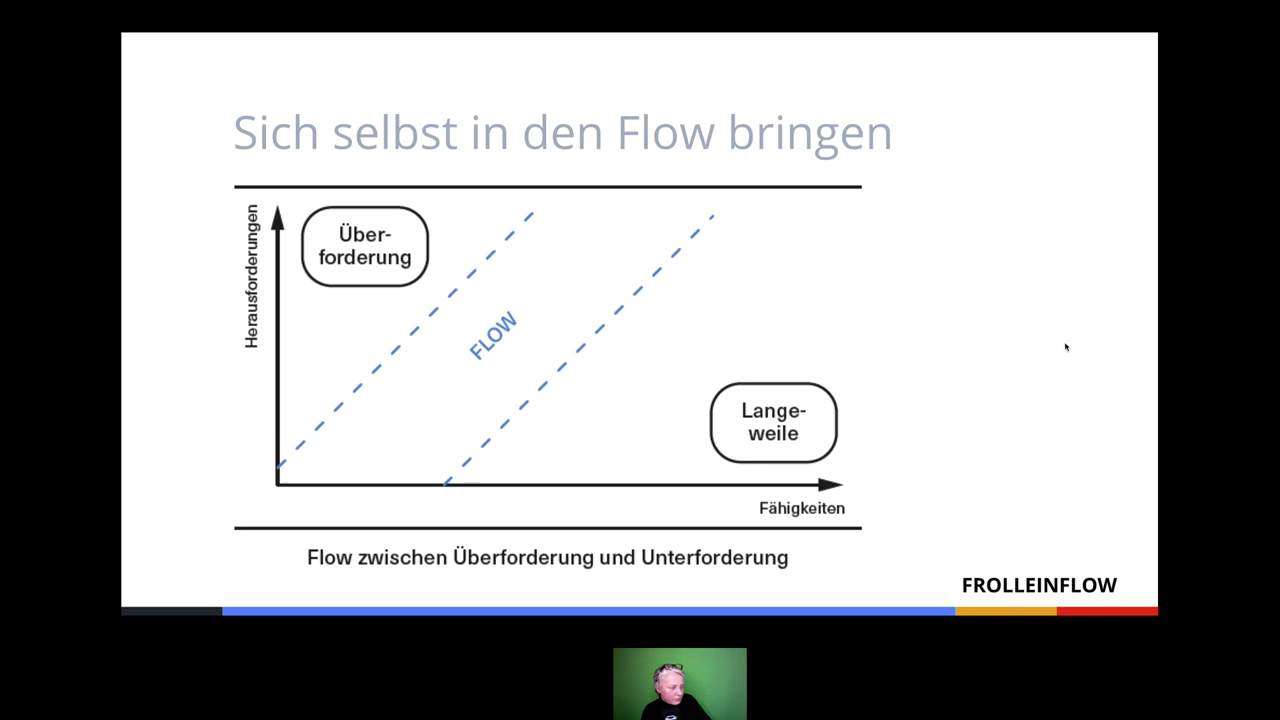 Sich selbst in den Flow bringen
Herausforderungen
Über-
forderung
FLOW
Lange-
weile
Fähigkeiten
Flow zwischen Überforderung und Unterforderung
FROLLEINFLOW